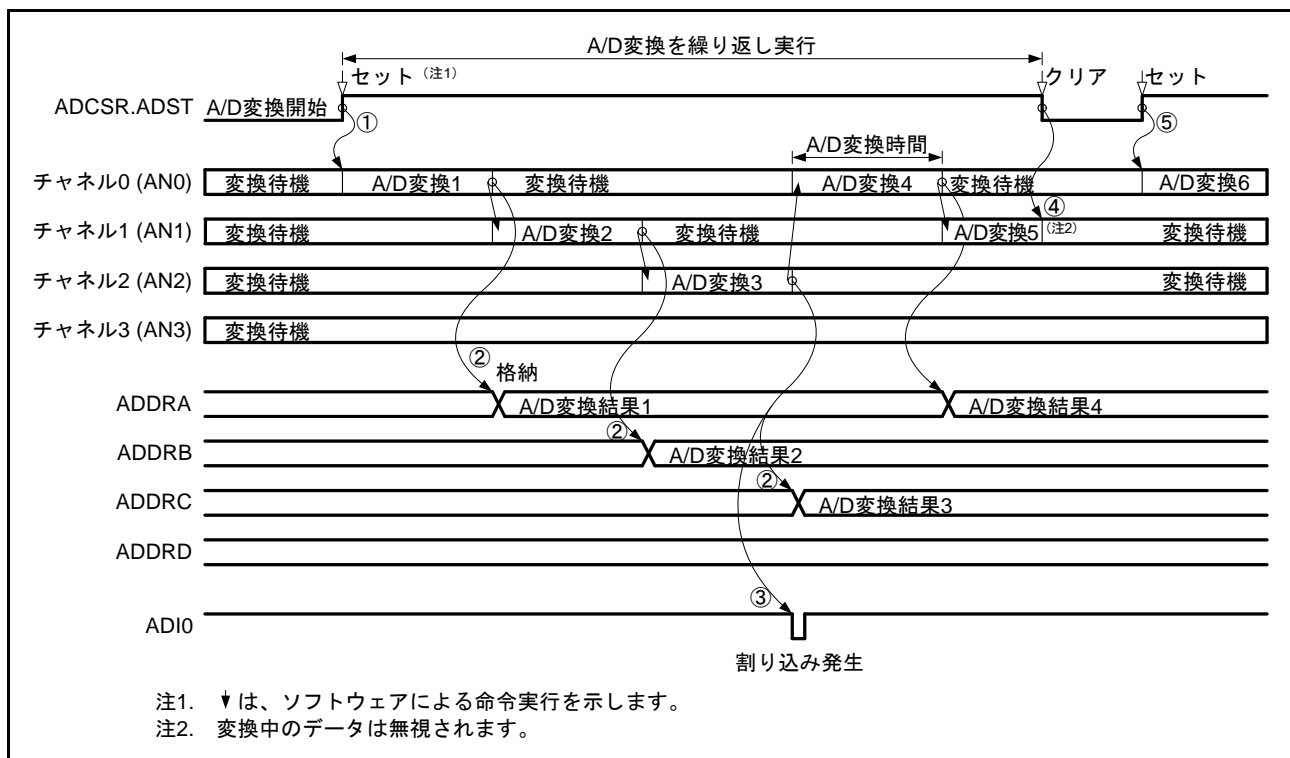 A/D変換を繰り返し実行
セット(注1)
クリア
セット
ADCSR.ADST A/D変換開始
① ⑤
A/D変換時間
チャネル0 (AN0) 変換待機 A/D変換1 変換待機 A/D変換4 変換待機 A/D変換6
④
チャネル1 (AN1) 変換待機 A/D変換2 変換待機 A/D変換5(注2) 変換待機
チャネル2 (AN2) 変換待機 A/D変換3 変換待機
チャネル3 (AN3) 変換待機
② 格納
ADDRA A/D変換結果1 A/D変換結果4
②
ADDRB A/D変換結果2
②
ADDRC A/D変換結果3
ADDRD
③
ADI0
割り込み発生
注1. は、ソフトウェアによる命令実行を示します。
注2. 変換中のデータは無視されます。